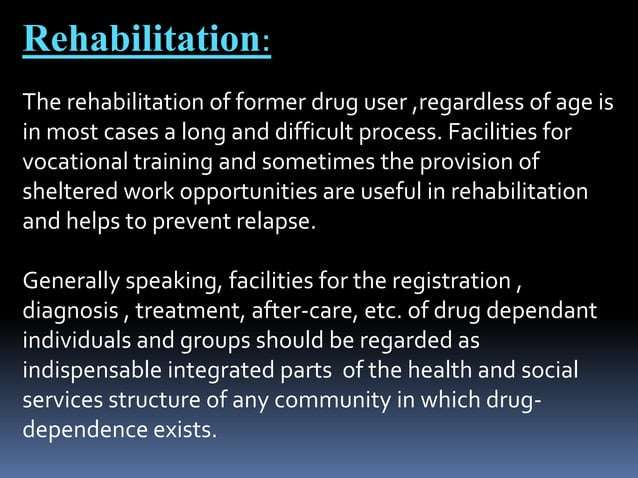 Rehabilitation:
The rehabilitation of former drug user ,regardless of age is
in most cases a long and difficult process. Facilities for
vocational training and sometimes the provision of
sheltered work opportunities are useful in rehabilitation
and helps to prevent relapse.
Generally speaking, facilities for the registration ,
diagnosis , treatment, after-care, etc. of drug dependant
individuals and groups should be regarded as
indispensable integrated parts  of the health and social
services structure of any community in which drug-
dependence exists.